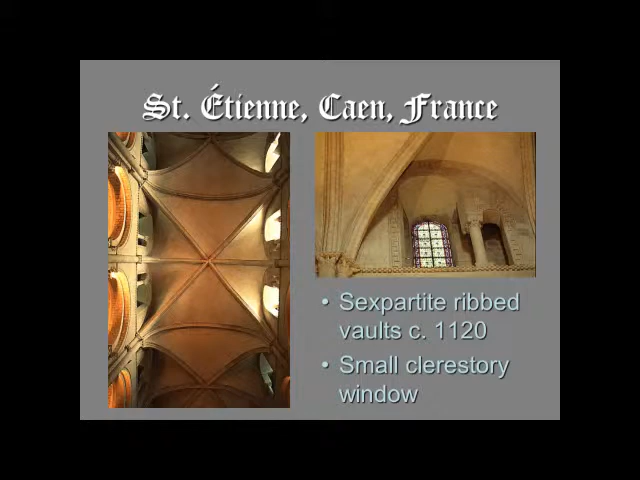 St. Étienne, Caen, France
• Sexpartite ribbed
vaults c. 1120
• Small clerestory
window